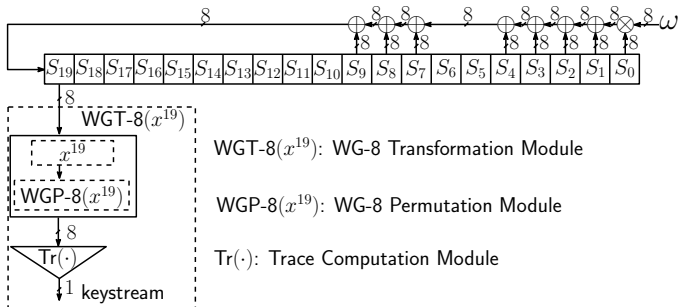 8 8 8 8 8 8 8 8 8 ω
8 8 8 8 8 8 8 8
S₁₉ S₁₈ S₁₇ S₁₆ S₁₅ S₁₄ S₁₃ S₁₂ S₁₁ S₁₀ S₉ S₈ S₇ S₆ S₅ S₄ S₃ S₂ S₁ S₀
8
WGT-8(x¹⁹)
x¹⁹
WGT-8(x¹⁹): WG-8 Transformation Module
WGP-8(x¹⁹)
WGP-8(x¹⁹): WG-8 Permutation Module
8
Tr(·)
Tr(·): Trace Computation Module
1 keystream